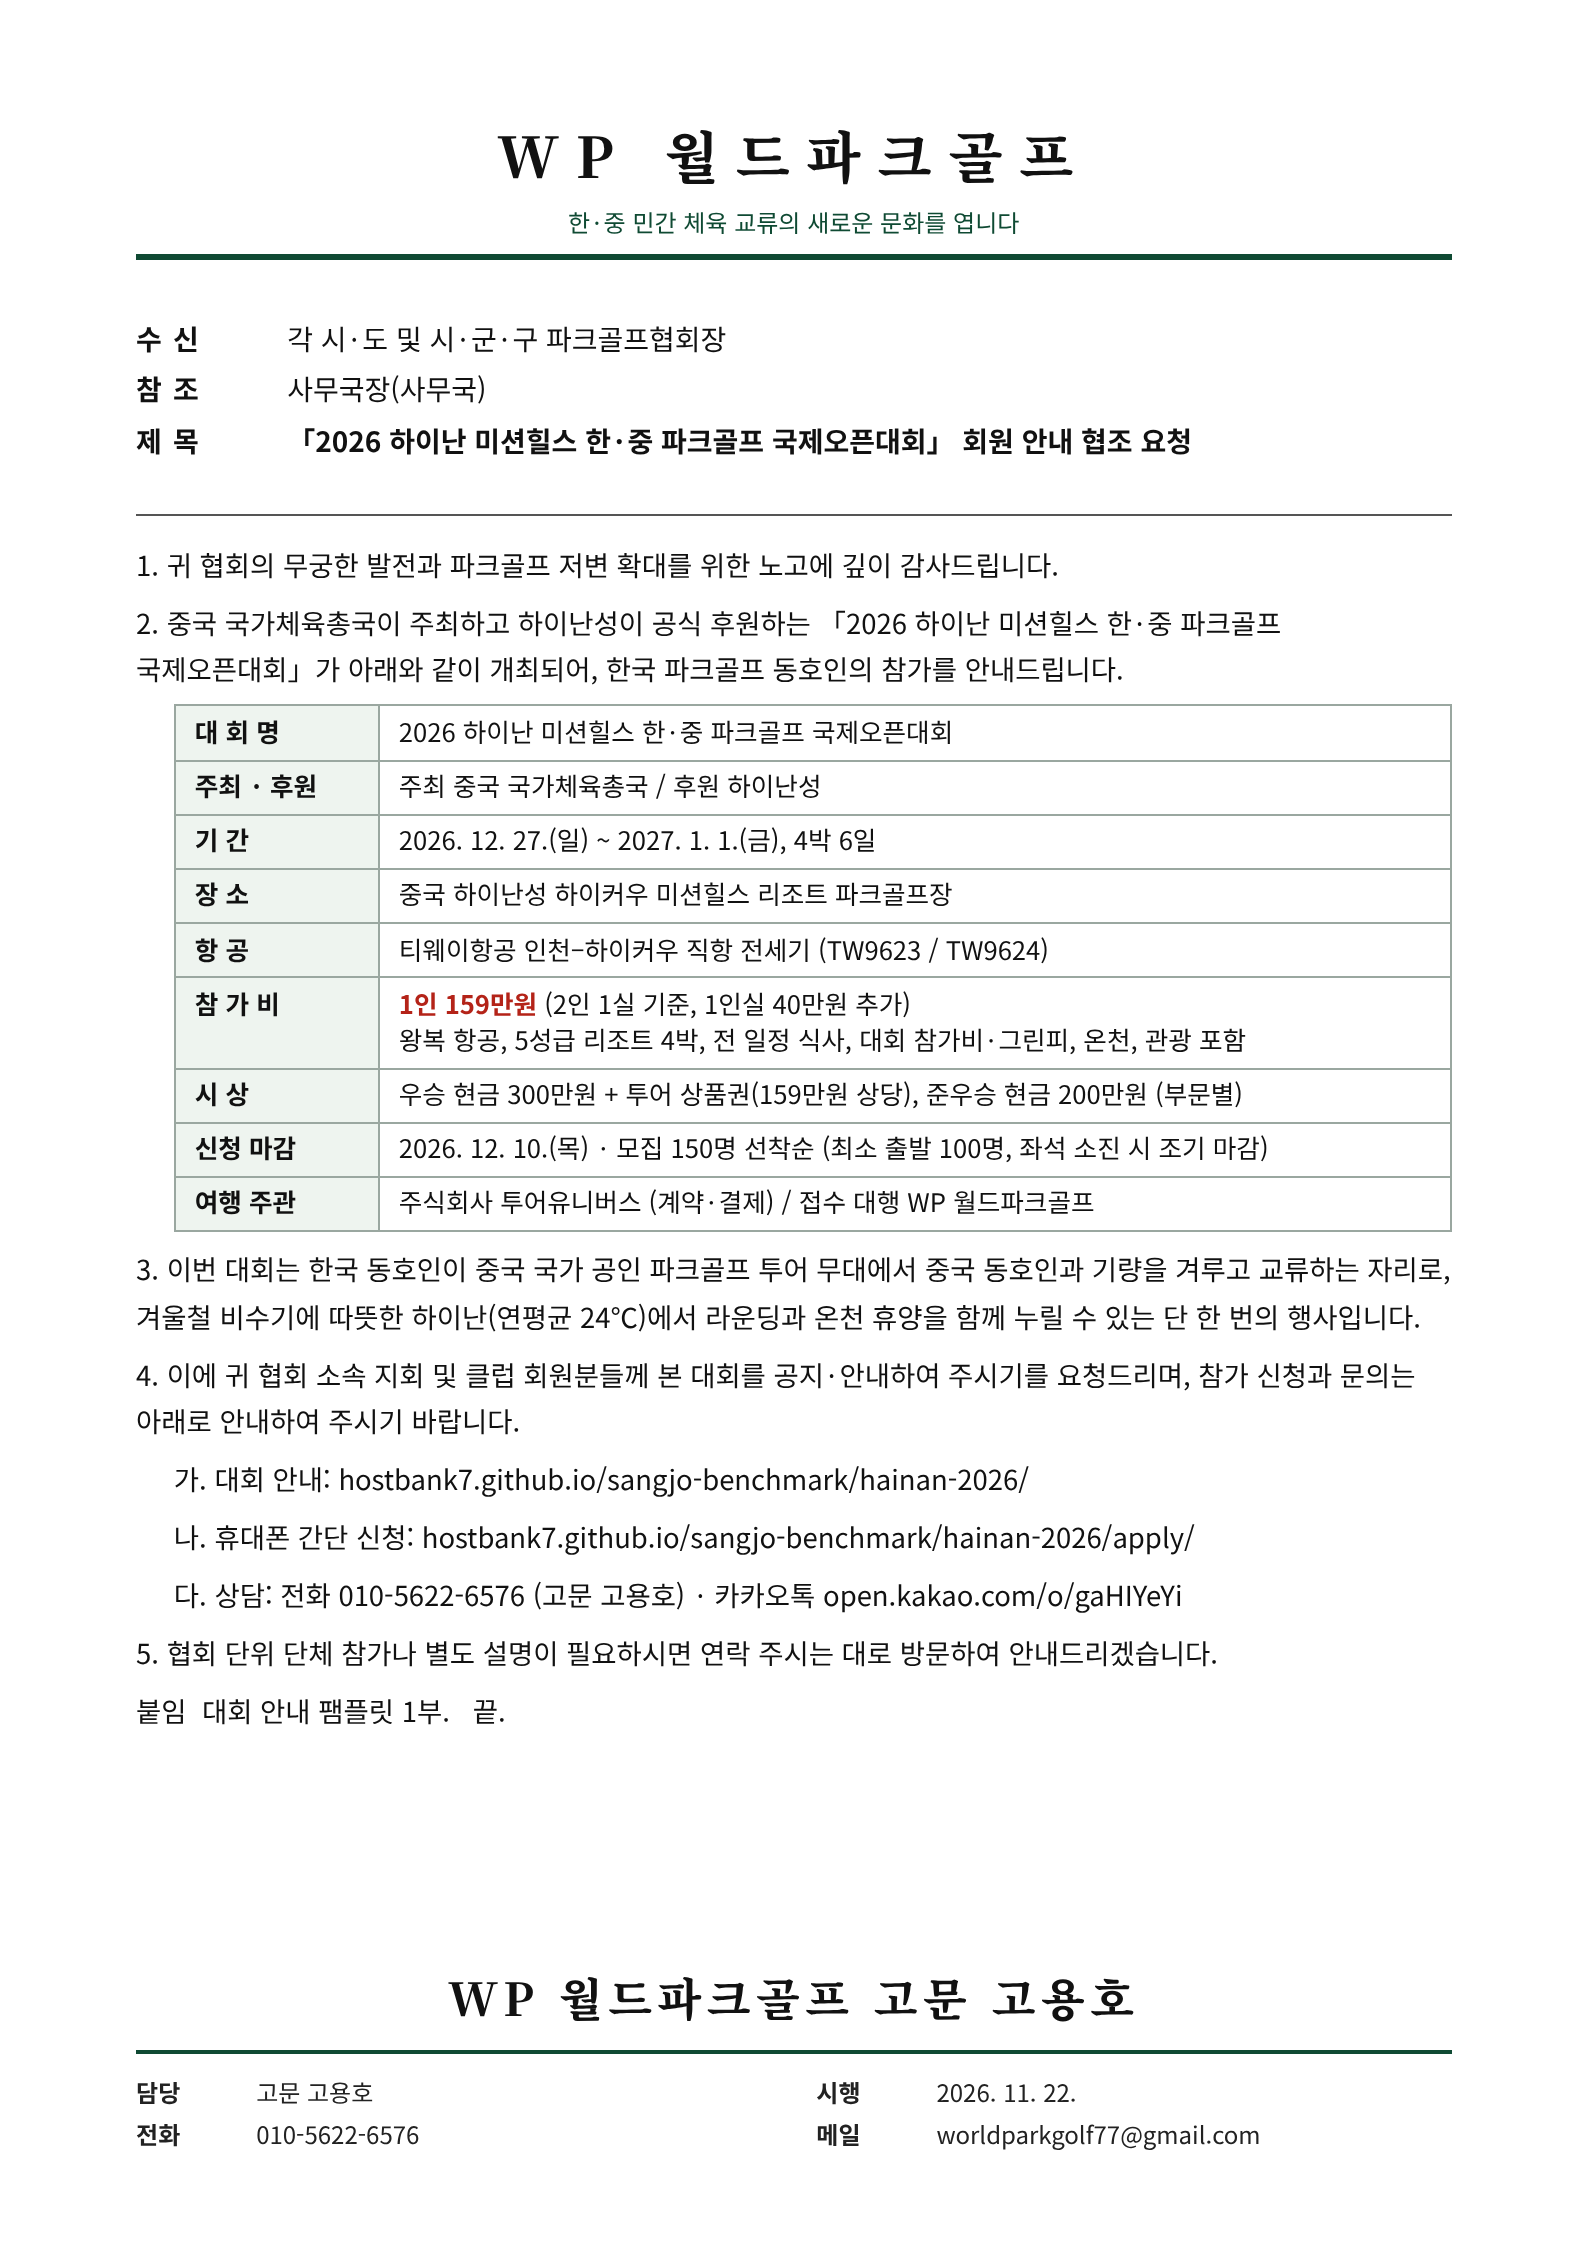 WP 월드파크골프
한·중 민간 체육 교류의 새로운 문화를 엽니다
수 신 각 시·도 및 시·군·구 파크골프협회장
참 조 사무국장(사무국)
제 목 「2026 하이난 미션힐스 한·중 파크골프 국제오픈대회」 회원 안내 협조 요청
1. 귀 협회의 무궁한 발전과 파크골프 저변 확대를 위한 노고에 깊이 감사드립니다.
2. 중국 국가체육총국이 주최하고 하이난성이 공식 후원하는 「2026 하이난 미션힐스 한·중 파크골프
국제오픈대회」가 아래와 같이 개최되어, 한국 파크골프 동호인의 참가를 안내드립니다.
대 회 명 2026 하이난 미션힐스 한·중 파크골프 국제오픈대회
주최 · 후원 주최 중국 국가체육총국 / 후원 하이난성
기 간 2026. 12. 27.(일) ~ 2027. 1. 1.(금), 4박 6일
장 소 중국 하이난성 하이커우 미션힐스 리조트 파크골프장
항 공 티웨이항공 인천–하이커우 직항 전세기 (TW9623 / TW9624)
참 가 비 1인 159만원 (2인 1실 기준, 1인실 40만원 추가)
왕복 항공, 5성급 리조트 4박, 전 일정 식사, 대회 참가비·그린피, 온천, 관광 포함
시 상 우승 현금 300만원 + 투어 상품권(159만원 상당), 준우승 현금 200만원 (부문별)
신청 마감 2026. 12. 10.(목) · 모집 150명 선착순 (최소 출발 100명, 좌석 소진 시 조기 마감)
여행 주관 주식회사 투어유니버스 (계약·결제) / 접수 대행 WP 월드파크골프
3. 이번 대회는 한국 동호인이 중국 국가 공인 파크골프 투어 무대에서 중국 동호인과 기량을 겨루고 교류하는 자리로,
겨울철 비수기에 따뜻한 하이난(연평균 24℃)에서 라운딩과 온천 휴양을 함께 누릴 수 있는 단 한 번의 행사입니다.
4. 이에 귀 협회 소속 지회 및 클럽 회원분들께 본 대회를 공지·안내하여 주시기를 요청드리며, 참가 신청과 문의는
아래로 안내하여 주시기 바랍니다.
가. 대회 안내: hostbank7.github.io/sangjo-benchmark/hainan-2026/
나. 휴대폰 간단 신청: hostbank7.github.io/sangjo-benchmark/hainan-2026/apply/
다. 상담: 전화 010-5622-6576 (고문 고용호) · 카카오톡 open.kakao.com/o/gaHIYeYi
5. 협회 단위 단체 참가나 별도 설명이 필요하시면 연락 주시는 대로 방문하여 안내드리겠습니다.
붙임 대회 안내 팸플릿 1부. 끝.
WP 월드파크골프 고문 고용호
담당 고문 고용호 시행 2026. 11. 22.
전화 010-5622-6576 메일 worldparkgolf77@gmail.com